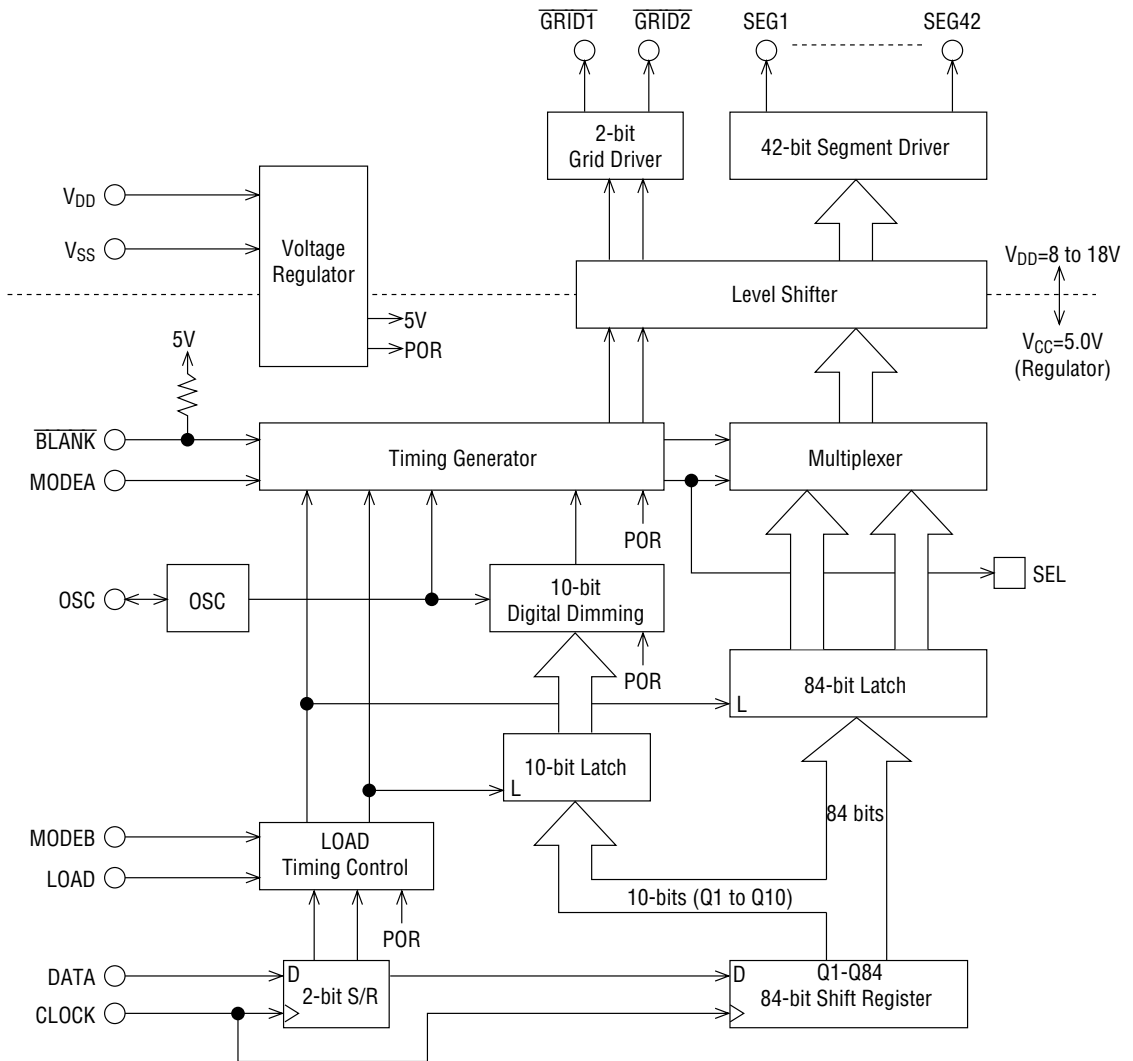 GRID1 GRID2 SEG1 SEG42
2-bit
Grid Driver
42-bit Segment Driver
VDD
VSS
Voltage
Regulator
5V
POR
Level Shifter
VDD=8 to 18V
VCC=5.0V
(Regulator)
5V
BLANK
MODEA
Timing Generator
Multiplexer
POR
SEL
OSC
OSC
10-bit
Digital Dimming
POR
84-bit Latch
L
10-bit Latch
L
84 bits
MODEB
LOAD
LOAD
Timing Control
10-bits (Q1 to Q10)
POR
DATA
CLOCK
D
2-bit S/R
D
Q1-Q84
84-bit Shift Register